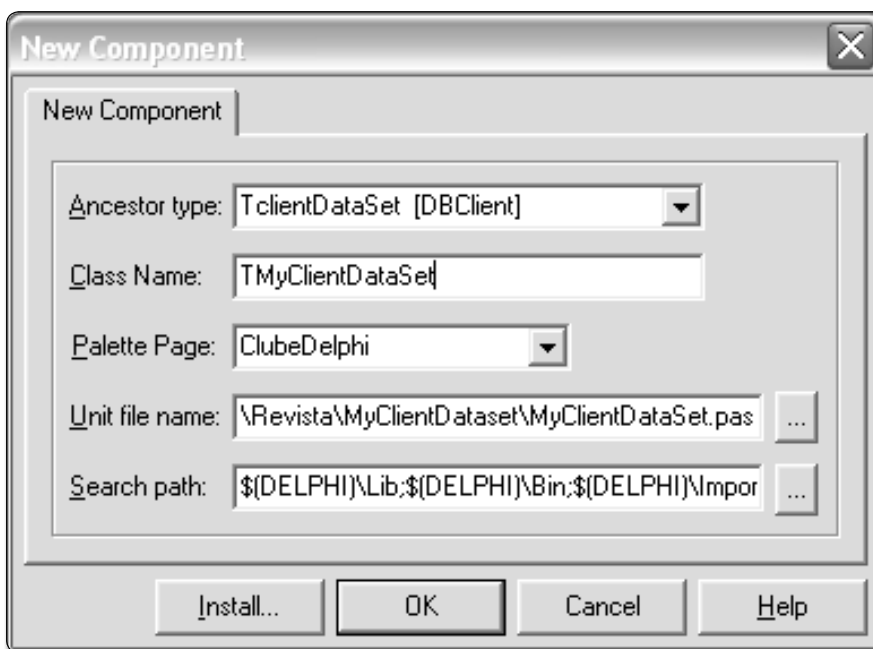 New Component
New Component
Ancestor type: TclientDataSet [DBClient]
Class Name: TMyClientDataSet
Palette Page: ClubeDelphi
Unit file name: \Revista\MyClientDataset\MyClientDataSet.pas ...
Search path: $(DELPHI)\Lib;$(DELPHI)\Bin;$(DELPHI)\Impor ...
Install... OK Cancel Help